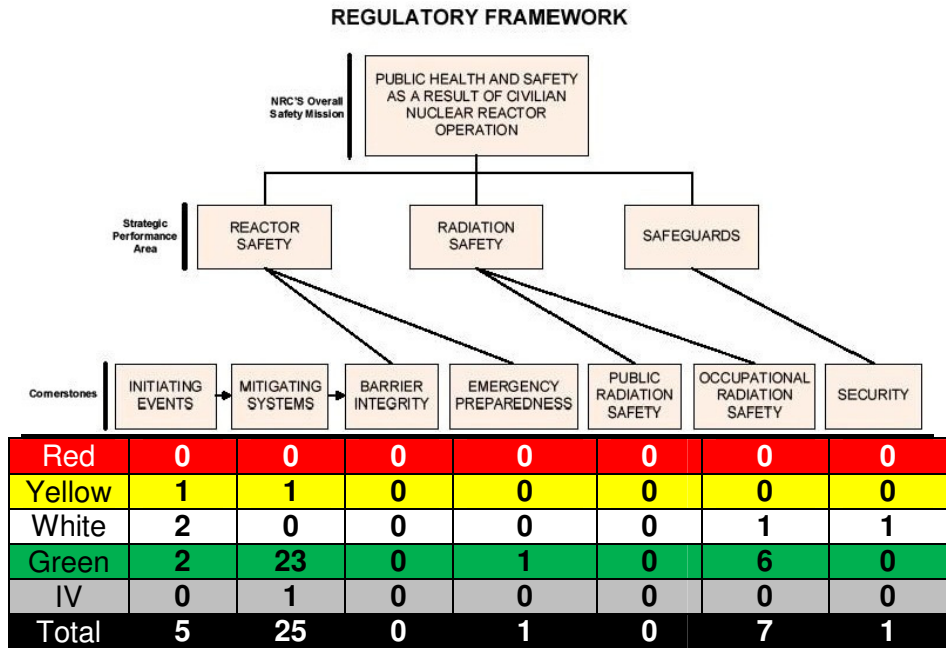 REGULATORY FRAMEWORK
NRC'S Overall
Safety Mission
PUBLIC HEALTH AND SAFETY
AS A RESULT OF CIVILIAN
NUCLEAR REACTOR
OPERATION
Strategic
Performance
Area
REACTOR
SAFETY
RADIATION
SAFETY
SAFEGUARDS
Cornerstones
INITIATING
EVENTS
MITIGATING
SYSTEMS
BARRIER
INTEGRITY
EMERGENCY
PREPAREDNESS
PUBLIC
RADIATION
SAFETY
OCCUPATIONAL
RADIATION
SAFETY
SECURITY
Red 0 0 0 0 0 0 0
Yellow 1 1 0 0 0 0 0
White 2 0 0 0 0 1 1
Green 2 23 0 1 0 6 0
IV 0 1 0 0 0 0 0
Total 5 25 0 1 0 7 1